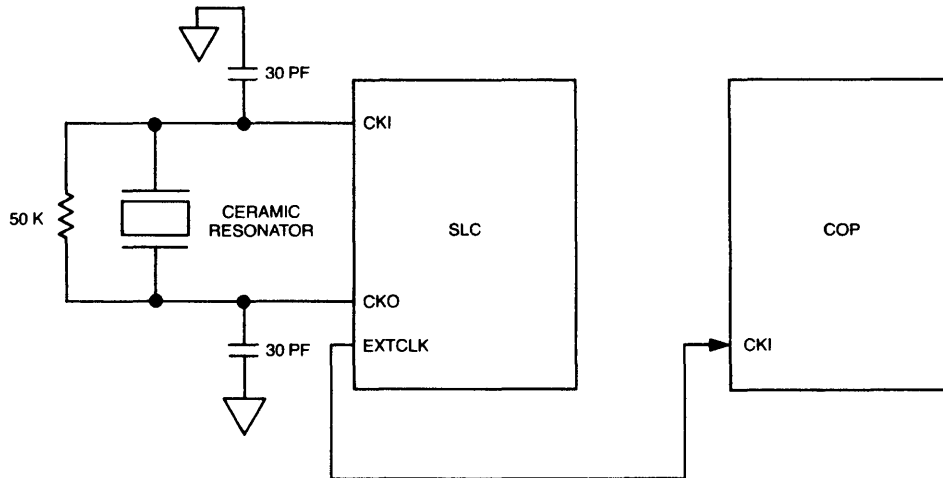 30 PF
CKI
50 K
CERAMIC
RESONATOR
SLC
COP
CKO
30 PF
EXTCLK
CKI